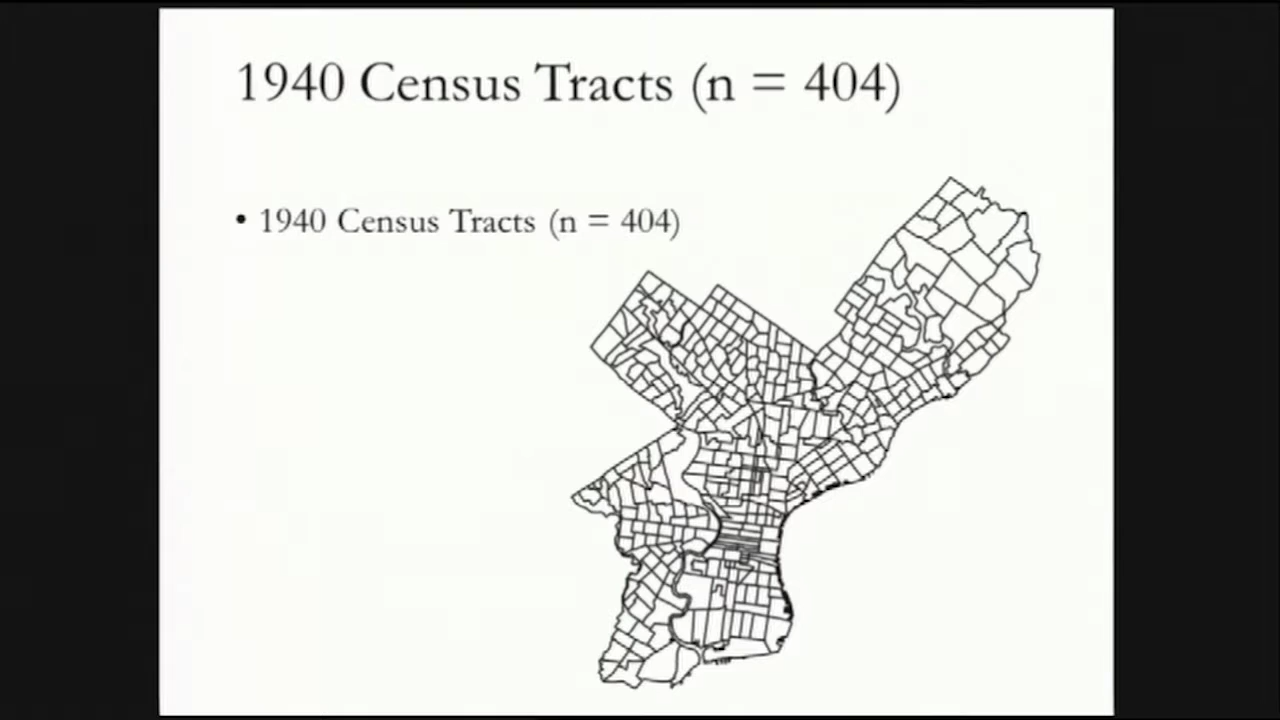 1940 Census Tracts (n = 404)
• 1940 Census Tracts (n = 404)